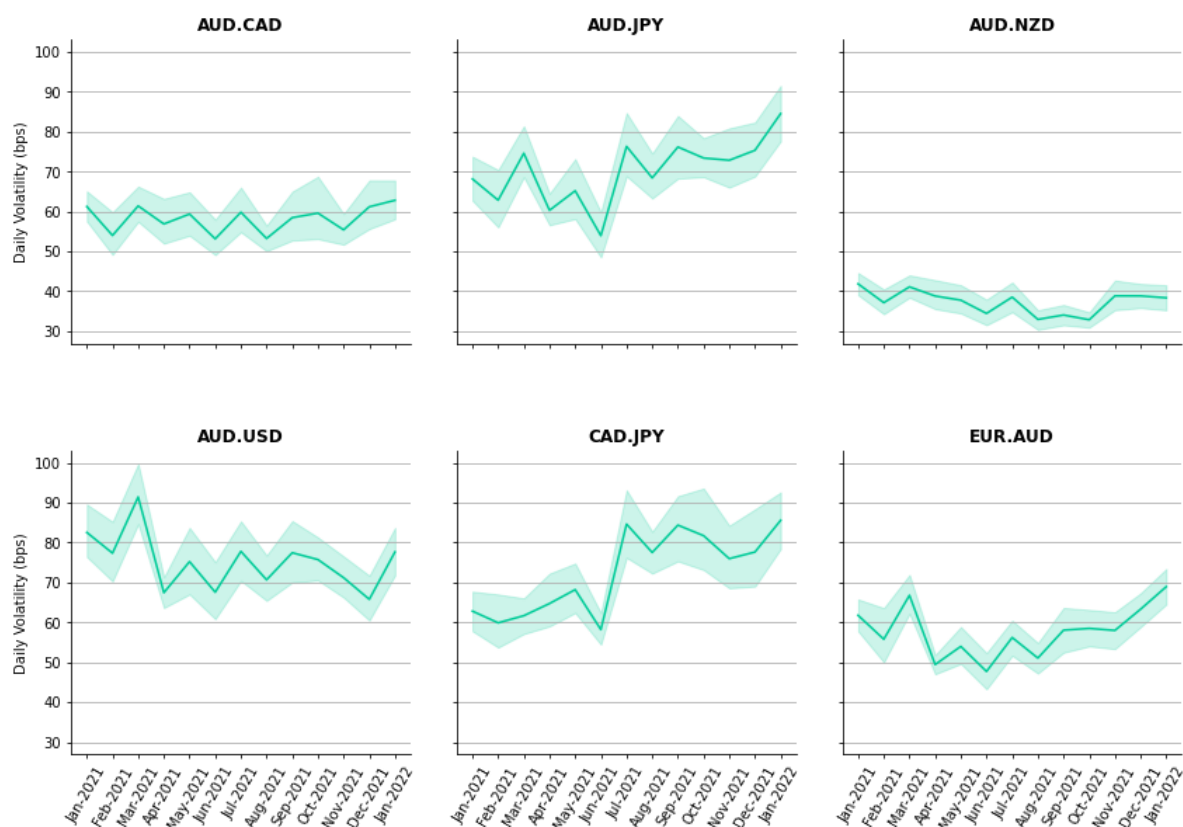 AUD.CAD
AUD.JPY
AUD.NZD
Daily Volatility (bps)
100
90
80
70
60
50
40
30
AUD.USD
CAD.JPY
EUR.AUD
Daily Volatility (bps)
100
90
80
70
60
50
40
30
Jan-2021
Feb-2021
Mar-2021
Apr-2021
May-2021
Jun-2021
Jul-2021
Aug-2021
Sep-2021
Oct-2021
Nov-2021
Dec-2021
Jan-2022
Jan-2021
Feb-2021
Mar-2021
Apr-2021
May-2021
Jun-2021
Jul-2021
Aug-2021
Sep-2021
Oct-2021
Nov-2021
Dec-2021
Jan-2022
Jan-2021
Feb-2021
Mar-2021
Apr-2021
May-2021
Jun-2021
Jul-2021
Aug-2021
Sep-2021
Oct-2021
Nov-2021
Dec-2021
Jan-2022